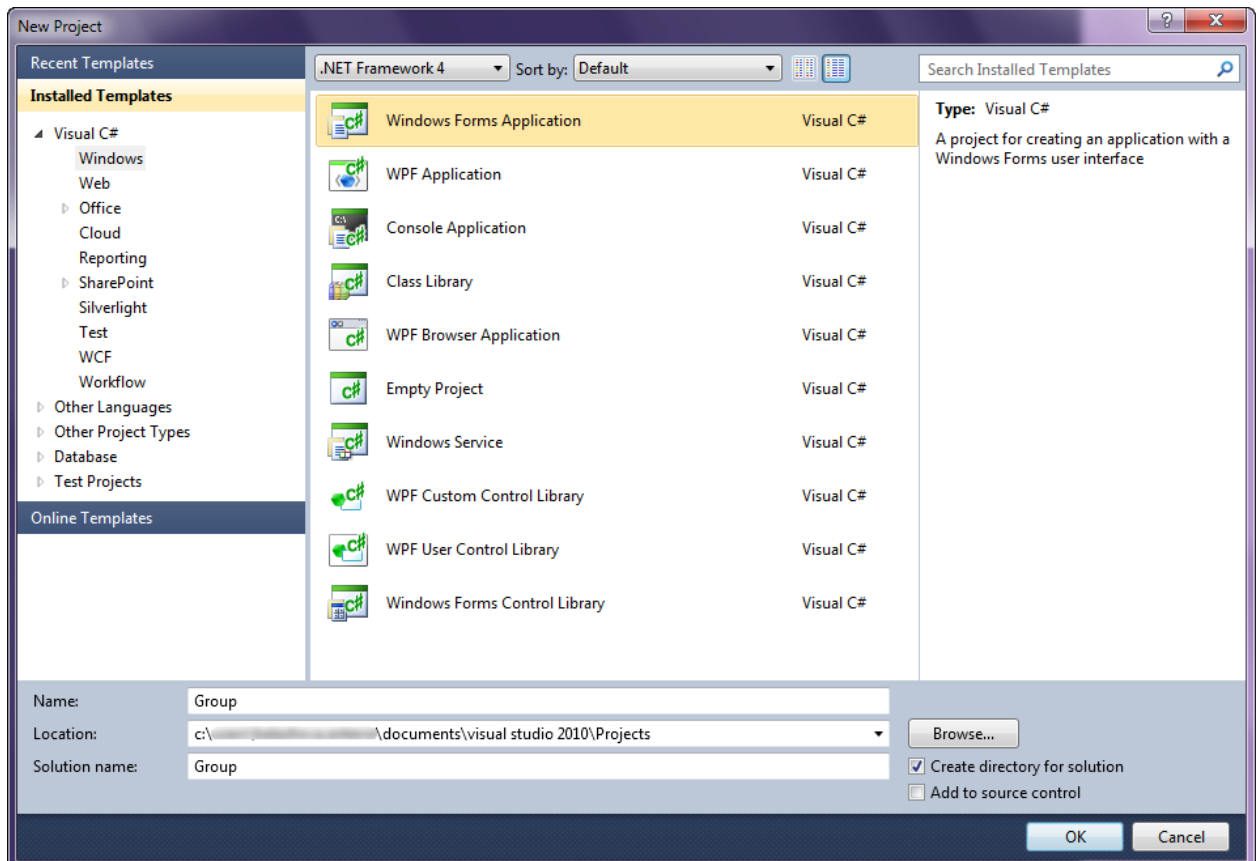 New Project
Recent Templates
Installed Templates
Visual C#
Windows
Web
Office
Cloud
Reporting
SharePoint
Silverlight
Test
WCF
Workflow
Other Languages
Other Project Types
Database
Test Projects
Online Templates
.NET Framework 4 Sort by: Default
Windows Forms Application Visual C#
WPF Application Visual C#
Console Application Visual C#
Class Library Visual C#
WPF Browser Application Visual C#
Empty Project Visual C#
Windows Service Visual C#
WPF Custom Control Library Visual C#
WPF User Control Library Visual C#
Windows Forms Control Library Visual C#
Search Installed Templates
Type: Visual C#
A project for creating an application with a
Windows Forms user interface
Name: Group
Location: c:\ \documents\visual studio 2010\Projects Browse...
Solution name: Group
Create directory for solution
Add to source control
OK Cancel